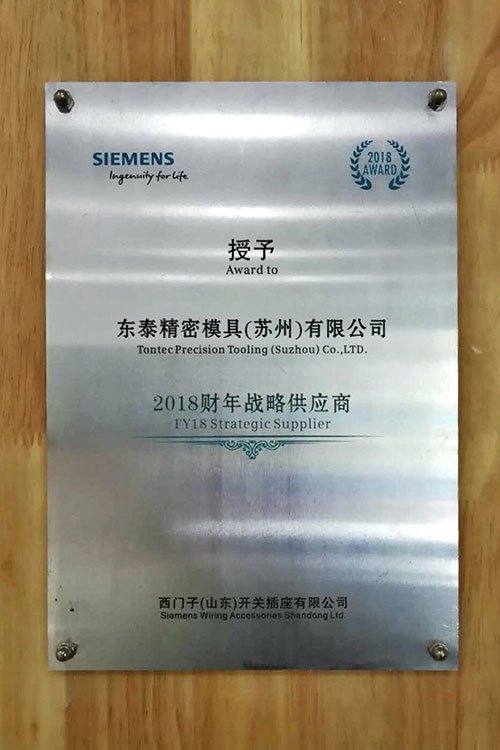 SIEMENS
Ingenuity for life
2018
AWARD
授予
Award to
东泰精密模具(苏州)有限公司
Tontec Precision Tooling (Suzhou) Co.,LTD.
2018财年战略供应商
FY18 Strategic Supplier
西门子(山东)开关插座有限公司
Siemens Wiring Accessories Shandong Ltd.